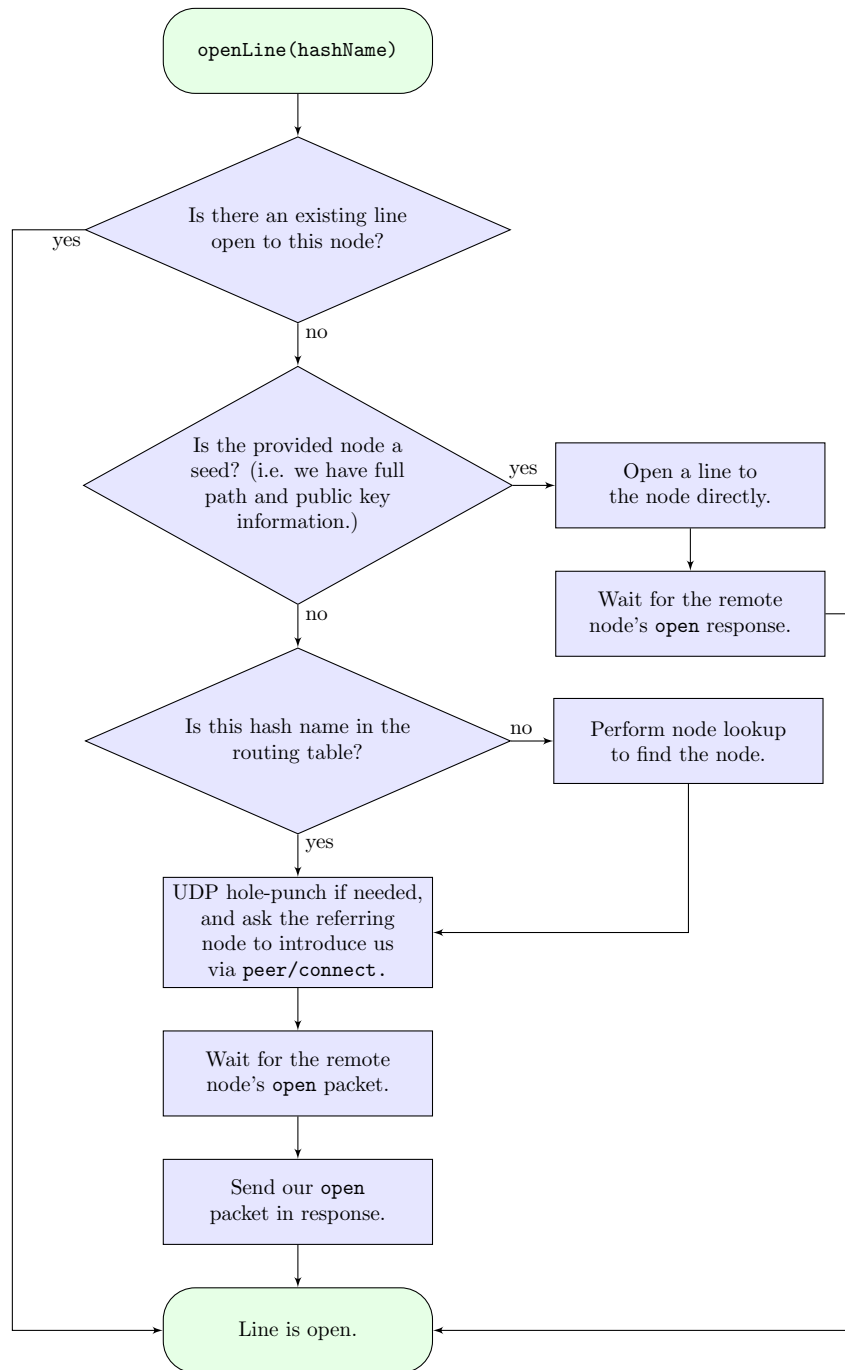 openLine(hashName)
Is there an existing line
open to this node?
yes
no
Is the provided node a
seed? (i.e. we have full
path and public key
information.)
yes
Open a line to
the node directly.
Wait for the remote
node's open response.
no
Is this hash name in the
routing table?
no
Perform node lookup
to find the node.
yes
UDP hole-punch if needed,
and ask the referring
node to introduce us
via peer/connect.
Wait for the remote
node's open packet.
Send our open
packet in response.
Line is open.